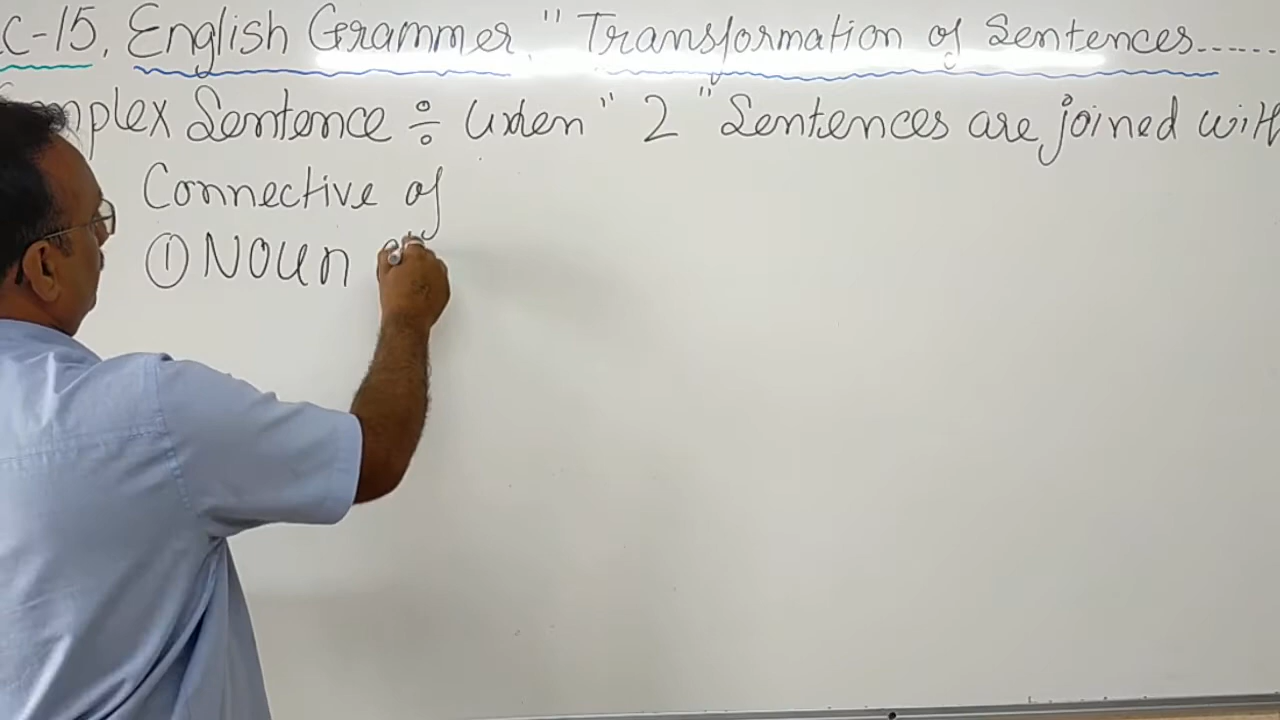 C-15, English Grammer " Transformation of Sentences......
mplex Sentence ÷ when " 2 " Sentences are joined with
Connective of
① Noun